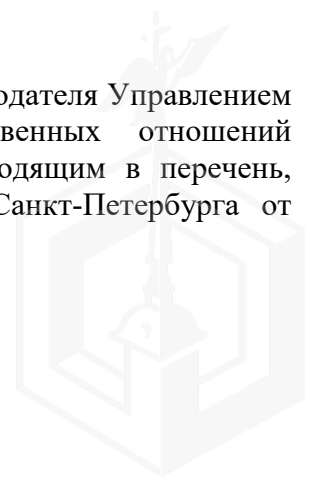 одателя Управлением
венных отношений
одящим в перечень,
Санкт-Петербурга от